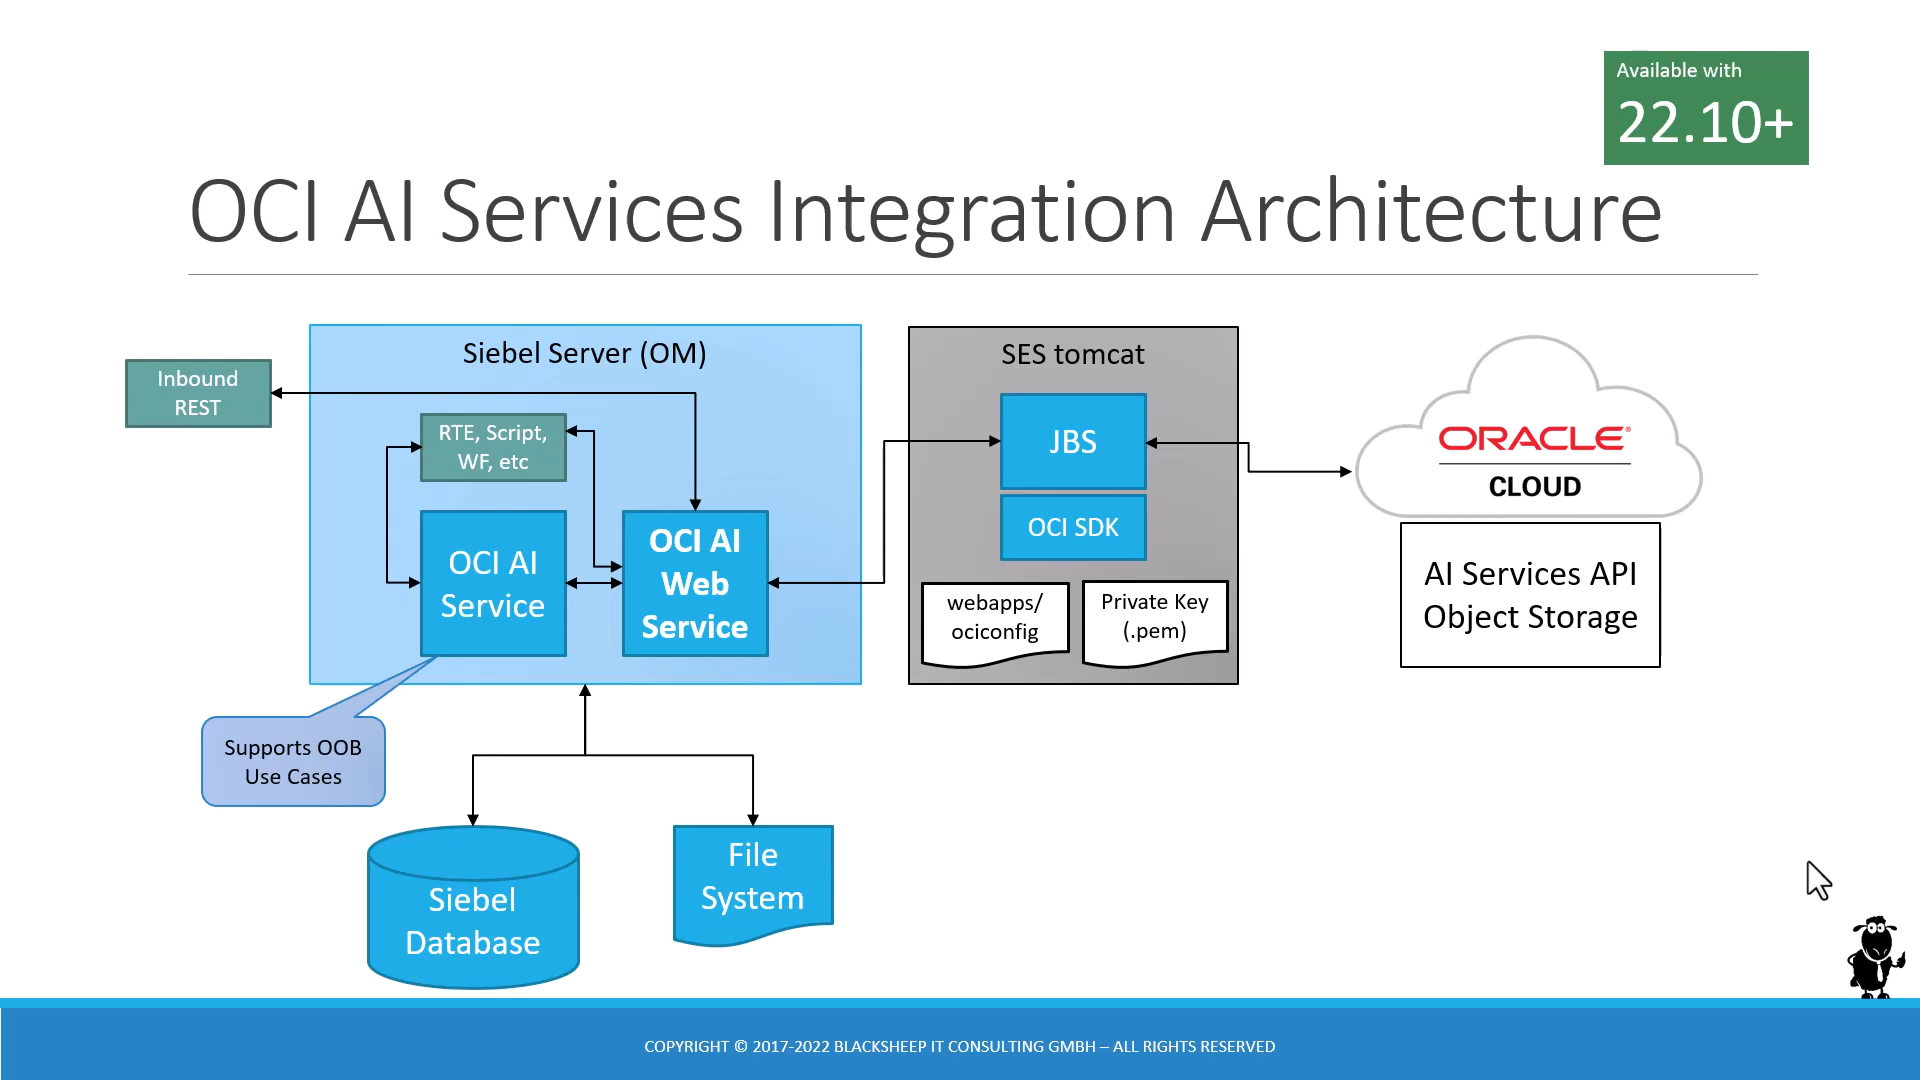 Available with
22.10+
OCI AI Services Integration Architecture
Inbound
REST
Siebel Server (OM)
RTE, Script,
WF, etc
OCI AI
Service
OCI AI
Web
Service
SES tomcat
JBS
OCI SDK
webapps/
ociconfig
Private Key
(.pem)
ORACLE®
CLOUD
AI Services API
Object Storage
Supports OOB
Use Cases
Siebel
Database
File
System
COPYRIGHT © 2017-2022 BLACKSHEEP IT CONSULTING GMBH – ALL RIGHTS RESERVED